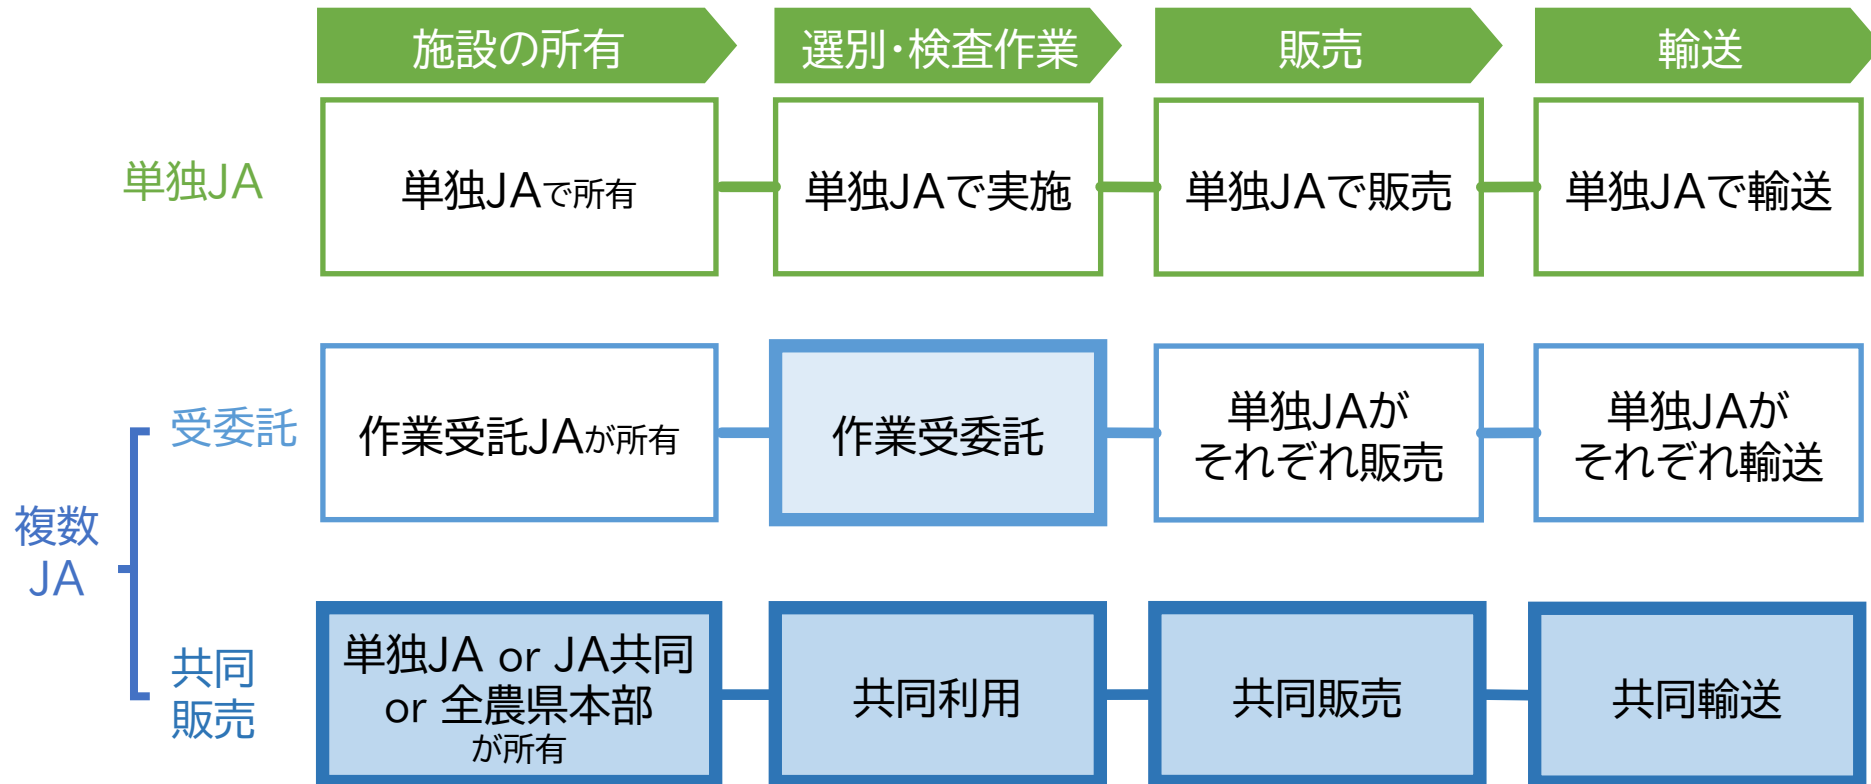 施設の所有
選別・検査作業
販売
輸送
単独JA
単独JAで所有
単独JAで実施
単独JAで販売
単独JAで輸送
複数
JA
受委託
作業受託JAが所有
作業受委託
単独JAが
それぞれ販売
単独JAが
それぞれ輸送
共同
販売
単独JA or JA共同
or 全農県本部
が所有
共同利用
共同販売
共同輸送